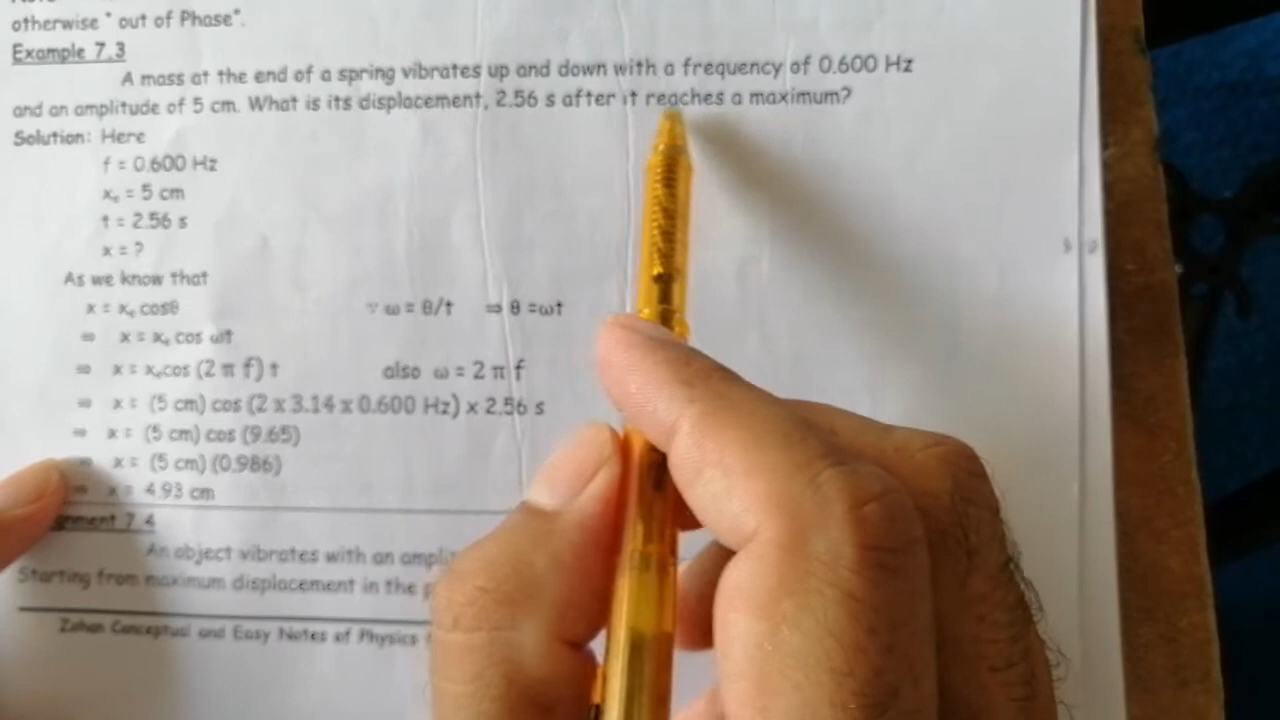 otherwise " out of Phase".
Example 7.3
A mass at the end of a spring vibrates up and down with a frequency of 0.600 Hz
and an amplitude of 5 cm. What is its displacement, 2.56 s after it reaches a maximum?
Solution: Here
f = 0.600 Hz
x₀ = 5 cm
t = 2.56 s
x = ?
As we know that
x = x₀ cosθ ∵ ω = θ/t ⇒ θ =ωt
⇒ x = x₀ cos ωt
⇒ x = x₀cos (2 π f) t also ω = 2 π f
⇒ x = (5 cm) cos (2 x 3.14 x 0.600 Hz) x 2.56 s
⇒ x = (5 cm) cos (9.65)
⇒ x = (5 cm) (0.986)
⇒ x = 4.93 cm
7.4
An object vibrates with an
Starting from maximum displacement in the
Zohan Conceptual and Easy Notes of Physics